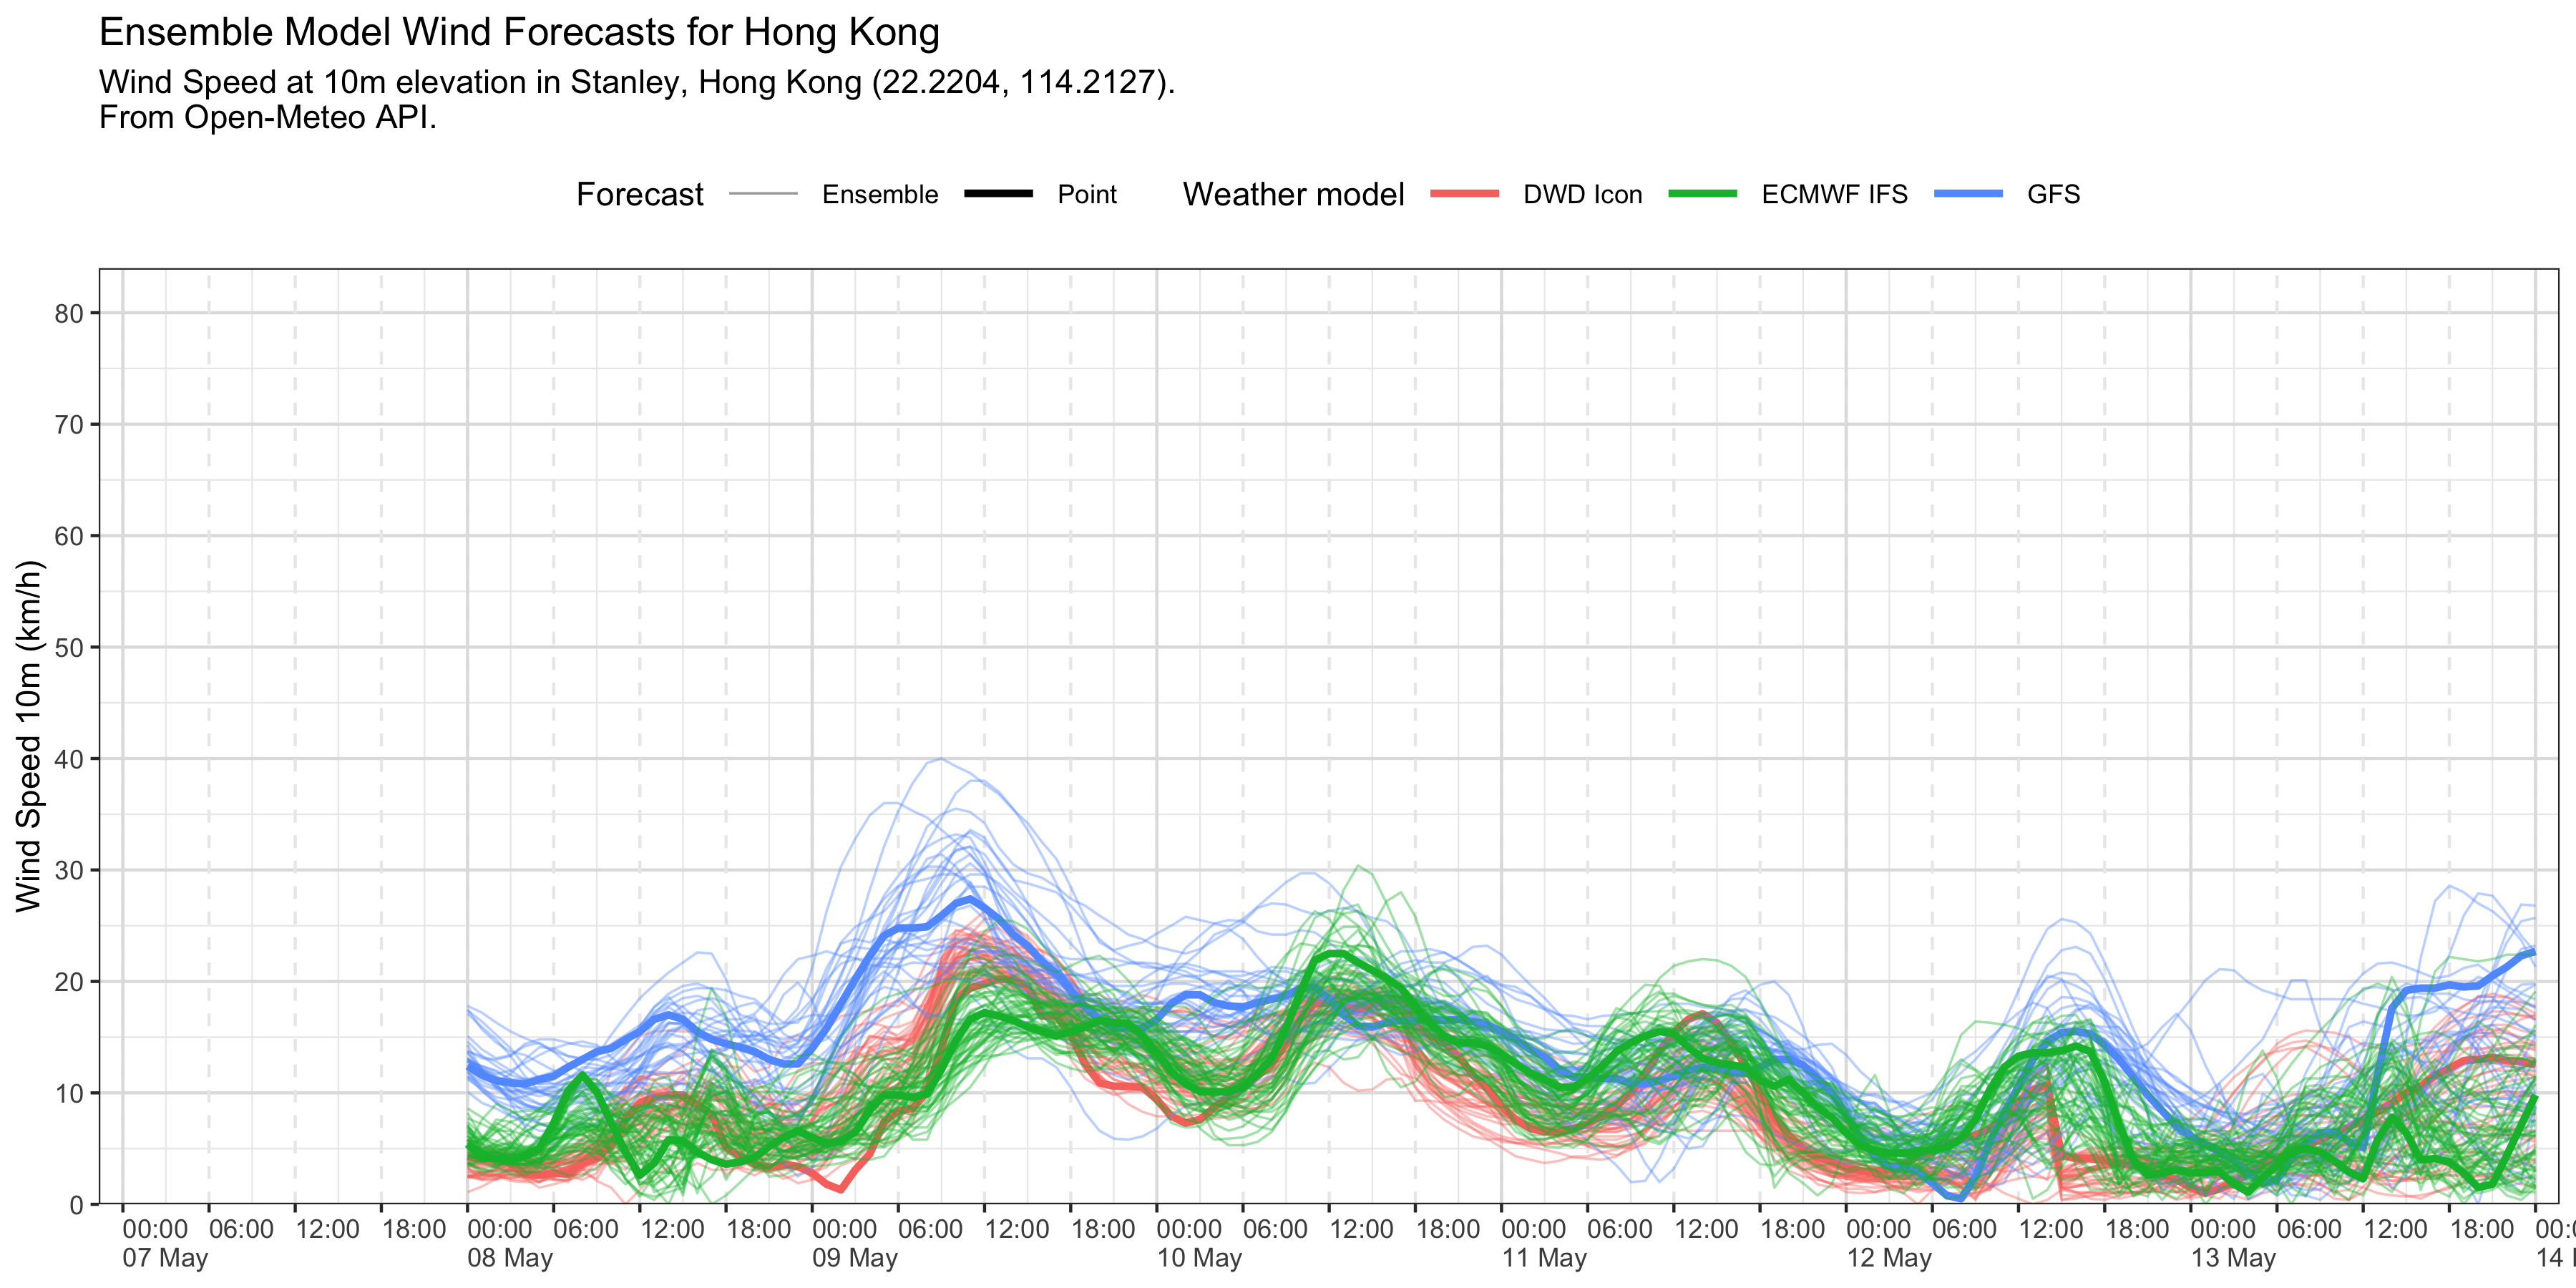 Ensemble Model Wind Forecasts for Hong Kong
Wind Speed at 10m elevation in Stanley, Hong Kong (22.2204, 114.2127).
From Open-Meteo API.
Forecast Ensemble Point Weather model DWD Icon ECMWF IFS GFS
Wind Speed 10m (km/h)
80
70
60
50
40
30
20
10
0
00:00 06:00 12:00 18:00 00:00 06:00 12:00 18:00 00:00 06:00 12:00 18:00 00:00 06:00 12:00 18:00 00:00 06:00 12:00 18:00 00:00 06:00 12:00 18:00 00:00 06:00 12:00 18:00
07 May 08 May 09 May 10 May 11 May 12 May 13 May 14